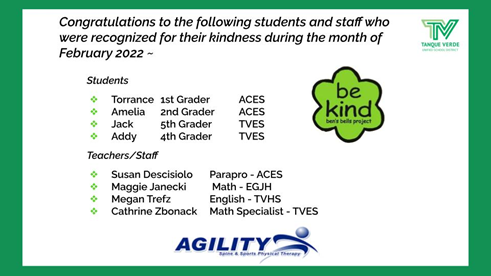 Congratulations to the following students and staff who
were recognized for their kindness during the month of
February 2022 ~
TANQUE VERDE
UNIFIED SCHOOL DISTRICT
Students
Torrance 1st Grader ACES
Amelia 2nd Grader ACES
Jack 5th Grader TVES
Addy 4th Grader TVES
be
kind
ben's bells project
Teachers/Staff
Susan Descisiolo Parapro - ACES
Maggie Janecki Math - EGJH
Megan Trefz English - TVHS
Cathrine Zbonack Math Specialist - TVES
AGILITY
Spine & Sports Physical Therapy